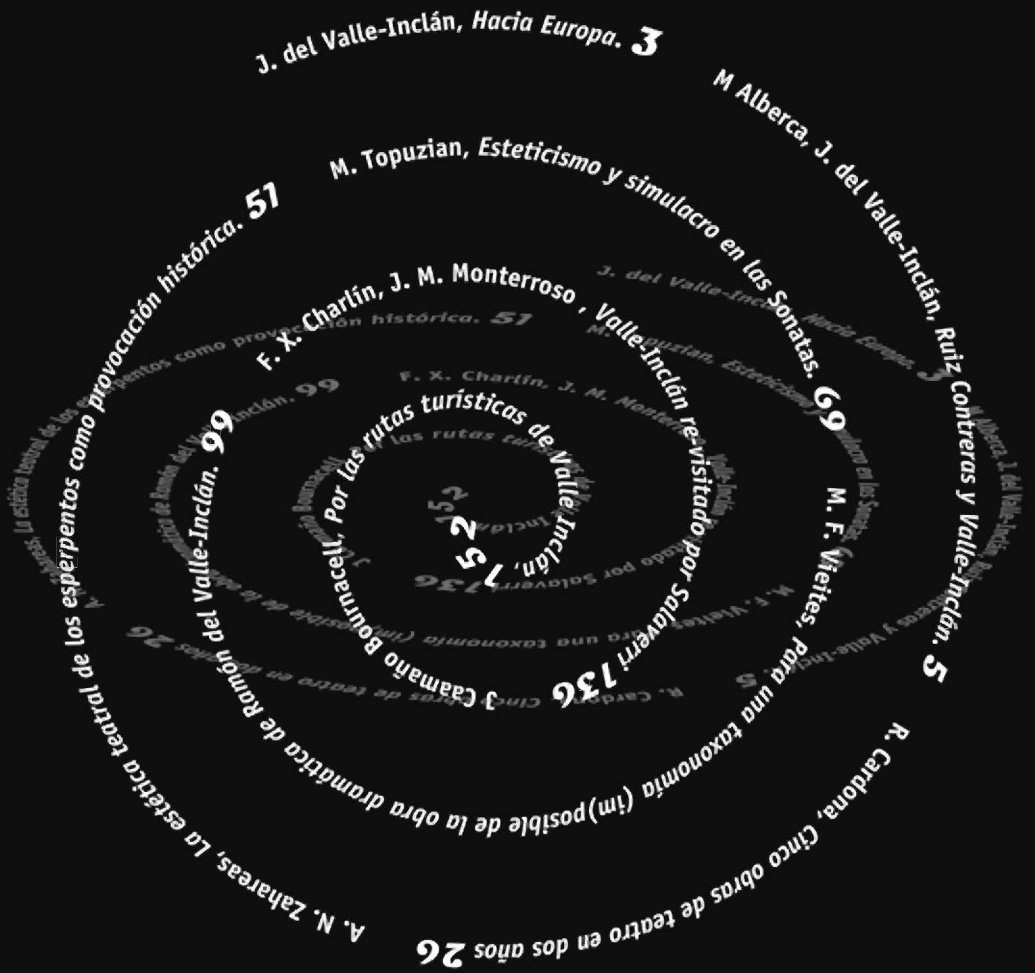 J. del Valle-Inclán, Hacia Europa. 3
M Alberca, J. del Valle-Inclán, Ruiz Contreras y Valle-Inclán. 5
R. Cardona, Cinco obras de teatro en dos años 26
A. N. Zahareas, La estética teatral de los esperpentos como provocación histórica. 51
M. Topuzian, Esteticismo y simulacro en las Sonatas. 69
M. F. Vieites, Para una taxonomía (im)posible de la obra dramática de Ramón del Valle-Inclán. 99
F. X. Charlín, J. M. Monterroso , Valle-Inclán re-visitado por Salaverri 136
J Caamaño Bournacell, Por las rutas turísticas de Valle Inclán, 152